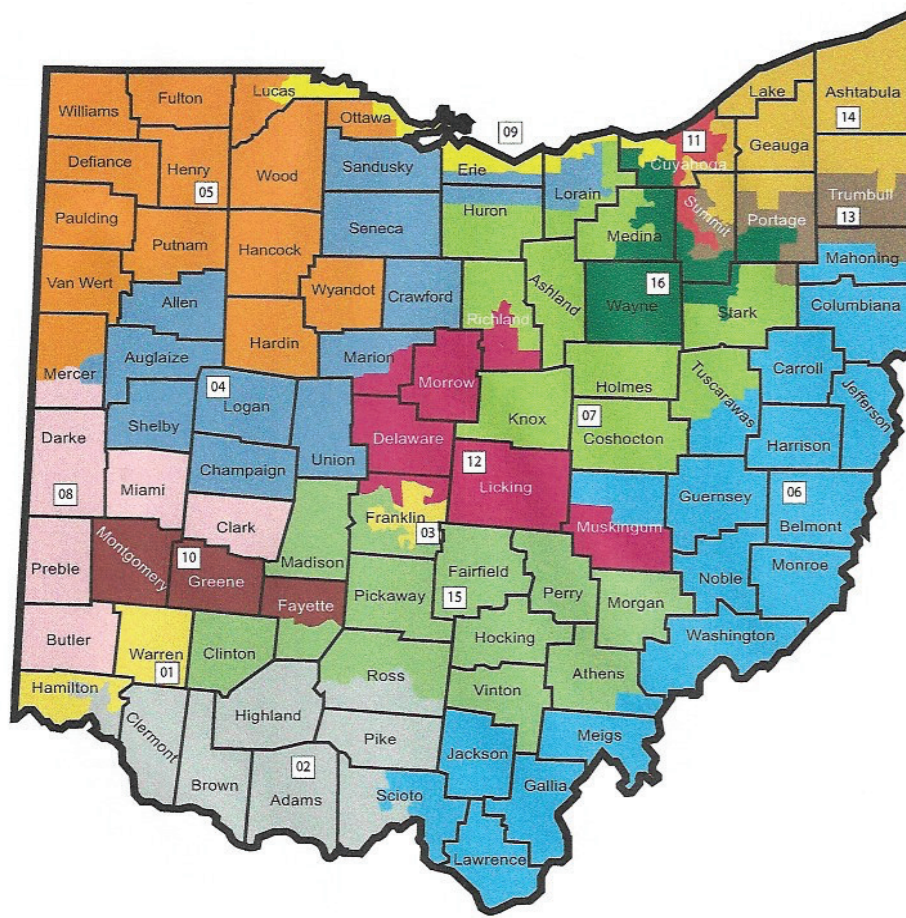 Williams
Fulton
Lucas
Ottawa
09
Lake
Ashtabula
14
Geauga
11
Cuyahoga
Defiance
Henry
05
Wood
Sandusky
Erie
Lorain
Huron
Medina
Summit
Portage
Trumbull
13
Mahoning
Paulding
Putnam
Hancock
Seneca
Van Wert
Allen
Wyandot
Crawford
Richland
Ashland
16
Wayne
Stark
Columbiana
Mercer
Auglaize
Hardin
Marion
Morrow
Holmes
Tuscarawas
Carroll
Jefferson
04
Logan
Shelby
Knox
07
Coshocton
Harrison
Darke
Union
Delaware
12
Licking
Champaign
Miami
08
Clark
Franklin
03
Muskingum
Guernsey
06
Belmont
Preble
Montgomery
10
Greene
Madison
Fayette
Pickaway
Fairfield
15
Perry
Morgan
Noble
Monroe
Butler
Warren
01
Clinton
Ross
Hocking
Athens
Washington
Hamilton
Clermont
Highland
Vinton
Pike
Brown
02
Adams
Scioto
Jackson
Meigs
Gallia
Lawrence